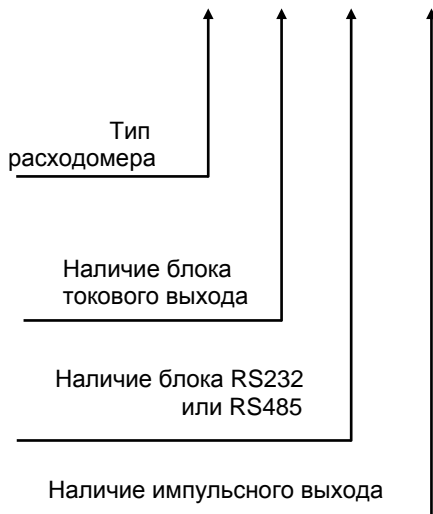 Тип
расходомера
Наличие блока
токового выхода
Наличие блока RS232
или RS485
Наличие импульсного выхода